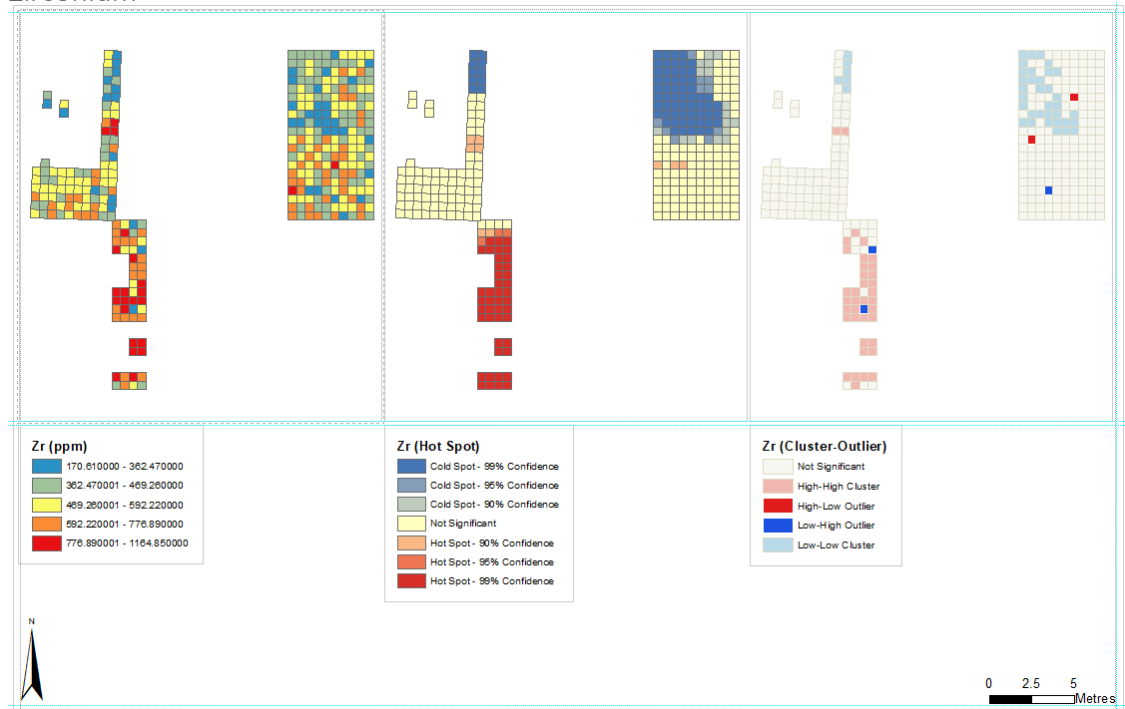 Zr (ppm)
170.610000 - 362.470000
362.470001 - 469.260000
469.260001 - 592.220000
592.220001 - 776.890000
776.890001 - 1164.850000
Zr (Hot Spot)
Cold Spot - 99% Confidence
Cold Spot - 95% Confidence
Cold Spot - 90% Confidence
Not Significant
Hot Spot - 90% Confidence
Hot Spot - 95% Confidence
Hot Spot - 99% Confidence
Zr (Cluster-Outlier)
Not Significant
High-High Cluster
High-Low Outlier
Low-High Outlier
Low-Low Cluster
N
0 2.5 5
Metres